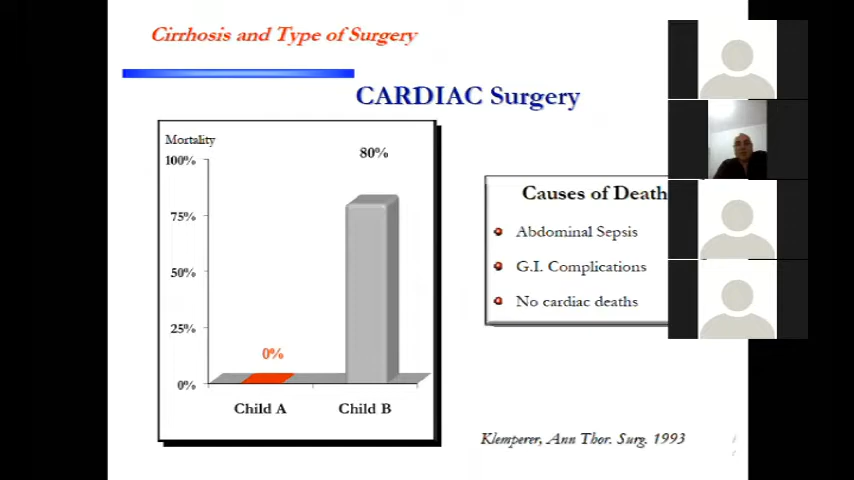 Cirrhosis and Type of Surgery
CARDIAC Surgery
Mortality
100%
80%
75%
50%
25%
0%
0%
Child A
Child B
Causes of Death
Abdominal Sepsis
G.I. Complications
No cardiac deaths
Klemperer, Ann Thor. Surg. 1993